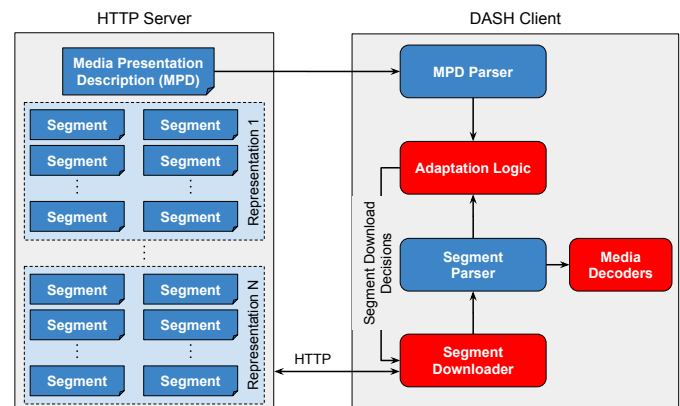 HTTP Server
DASH Client
Media Presentation
Description (MPD)
MPD Parser
Segment
Segment
Segment
Segment
Segment
Segment
Representation 1
Adaptation Logic
Segment Download
Decisions
Segment
Parser
Media
Decoders
Segment
Segment
Segment
Segment
Segment
Segment
Representation N
HTTP
Segment
Downloader